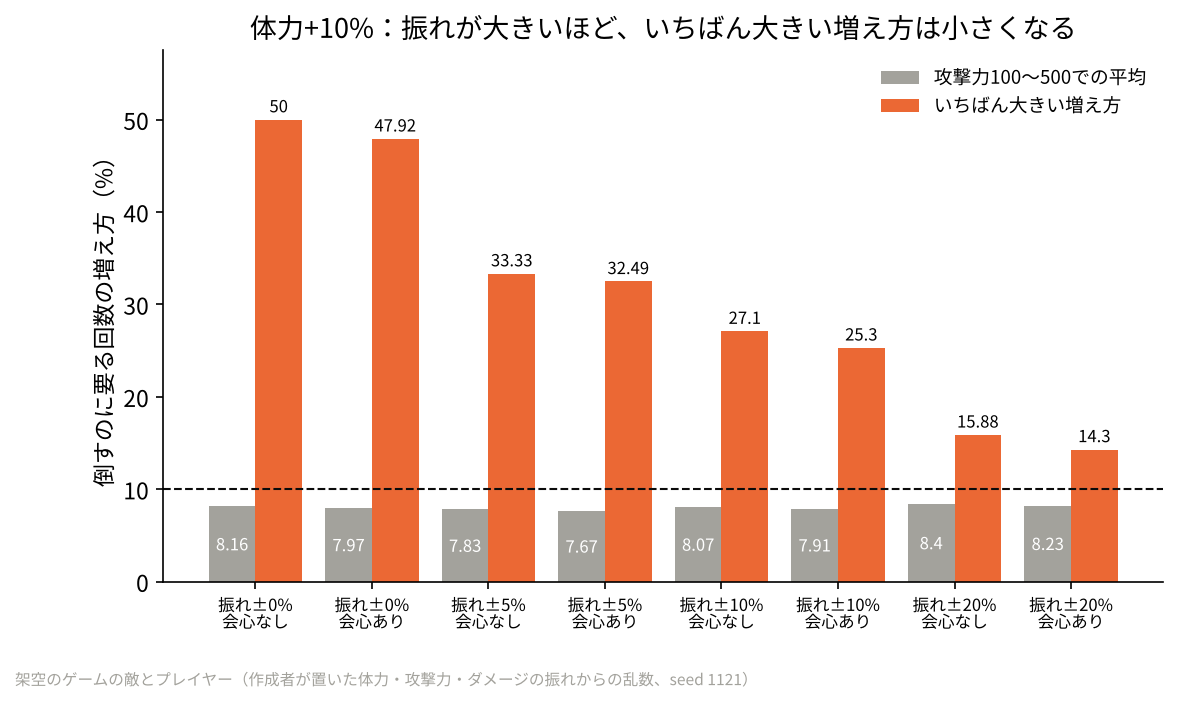 体力+10%：振れが大きいほど、いちばん大きい増え方は小さくなる
攻撃力100〜500での平均
いちばん大きい増え方
倒すのに要る回数の増え方（%）
50
40
30
20
10
0
50
47.92
33.33
32.49
27.1
25.3
15.88
14.3
8.16
7.97
7.83
7.67
8.07
7.91
8.4
8.23
振れ±0%
会心なし
振れ±0%
会心あり
振れ±5%
会心なし
振れ±5%
会心あり
振れ±10%
会心なし
振れ±10%
会心あり
振れ±20%
会心なし
振れ±20%
会心あり
架空のゲームの敵とプレイヤー（作成者が置いた体力・攻撃力・ダメージの振れからの乱数、seed 1121）